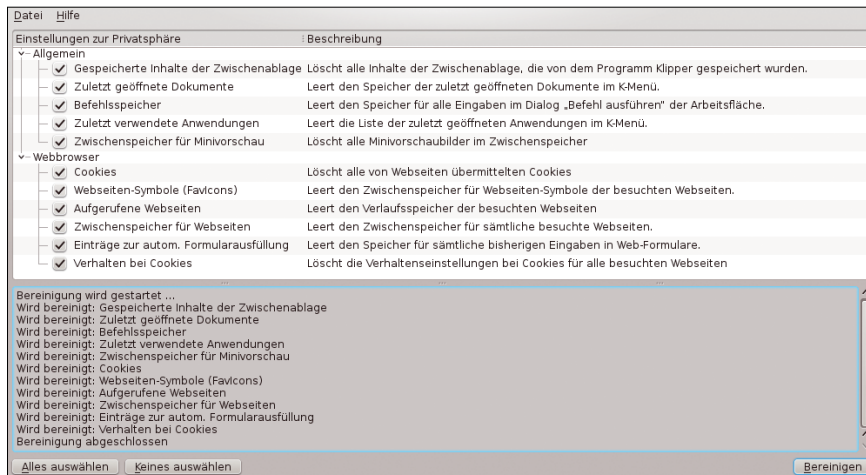 Datei Hilfe
Einstellungen zur Privatsphäre Beschreibung
Allgemein
Gespeicherte Inhalte der Zwischenablage Löscht alle Inhalte der Zwischenablage, die von dem Programm Klipper gespeichert wurden.
Zuletzt geöffnete Dokumente Leert den Speicher der zuletzt geöffneten Dokumente im K-Menü.
Befehlsspeicher Leert den Speicher für alle Eingaben im Dialog „Befehl ausführen“ der Arbeitsfläche.
Zuletzt verwendete Anwendungen Leert die Liste der zuletzt geöffneten Anwendungen im K-Menü.
Zwischenspeicher für Minivorschau Löscht alle Minivorschaubilder im Zwischenspeicher
Webbrowser
Cookies Löscht alle von Webseiten übermittelten Cookies
Webseiten-Symbole (FavIcons) Leert den Zwischenspeicher für Webseiten-Symbole der besuchten Webseiten.
Aufgerufene Webseiten Leert den Verlaufsspeicher der besuchten Webseiten
Zwischenspeicher für Webseiten Leert den Zwischenspeicher für sämtliche besuchte Webseiten.
Einträge zur autom. Formularausfüllung Leert den Speicher für sämtliche bisherigen Eingaben in Web-Formulare.
Verhalten bei Cookies Löscht die Verhaltenseinstellungen bei Cookies für alle besuchten Webseiten
Bereinigung wird gestartet ...
Wird bereinigt: Gespeicherte Inhalte der Zwischenablage
Wird bereinigt: Zuletzt geöffnete Dokumente
Wird bereinigt: Befehlsspeicher
Wird bereinigt: Zuletzt verwendete Anwendungen
Wird bereinigt: Zwischenspeicher für Minivorschau
Wird bereinigt: Cookies
Wird bereinigt: Webseiten-Symbole (FavIcons)
Wird bereinigt: Aufgerufene Webseiten
Wird bereinigt: Zwischenspeicher für Webseiten
Wird bereinigt: Einträge zur autom. Formularausfüllung
Wird bereinigt: Verhalten bei Cookies
Bereinigung abgeschlossen
Alles auswählen Keines auswählen Bereinigen